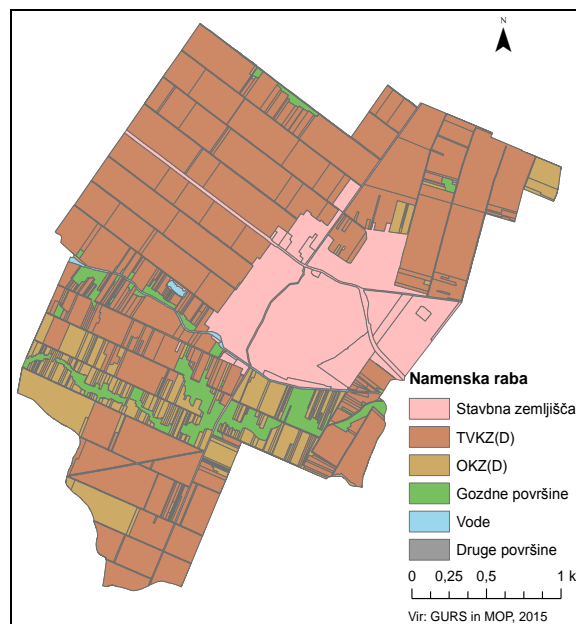 N
Namenska raba
Stavbna zemljišča
TVKZ(D)
OKZ(D)
Gozdne površine
Vode
Druge površine
0 0,25 0,5 1 k
Vir: GURS in MOP, 2015